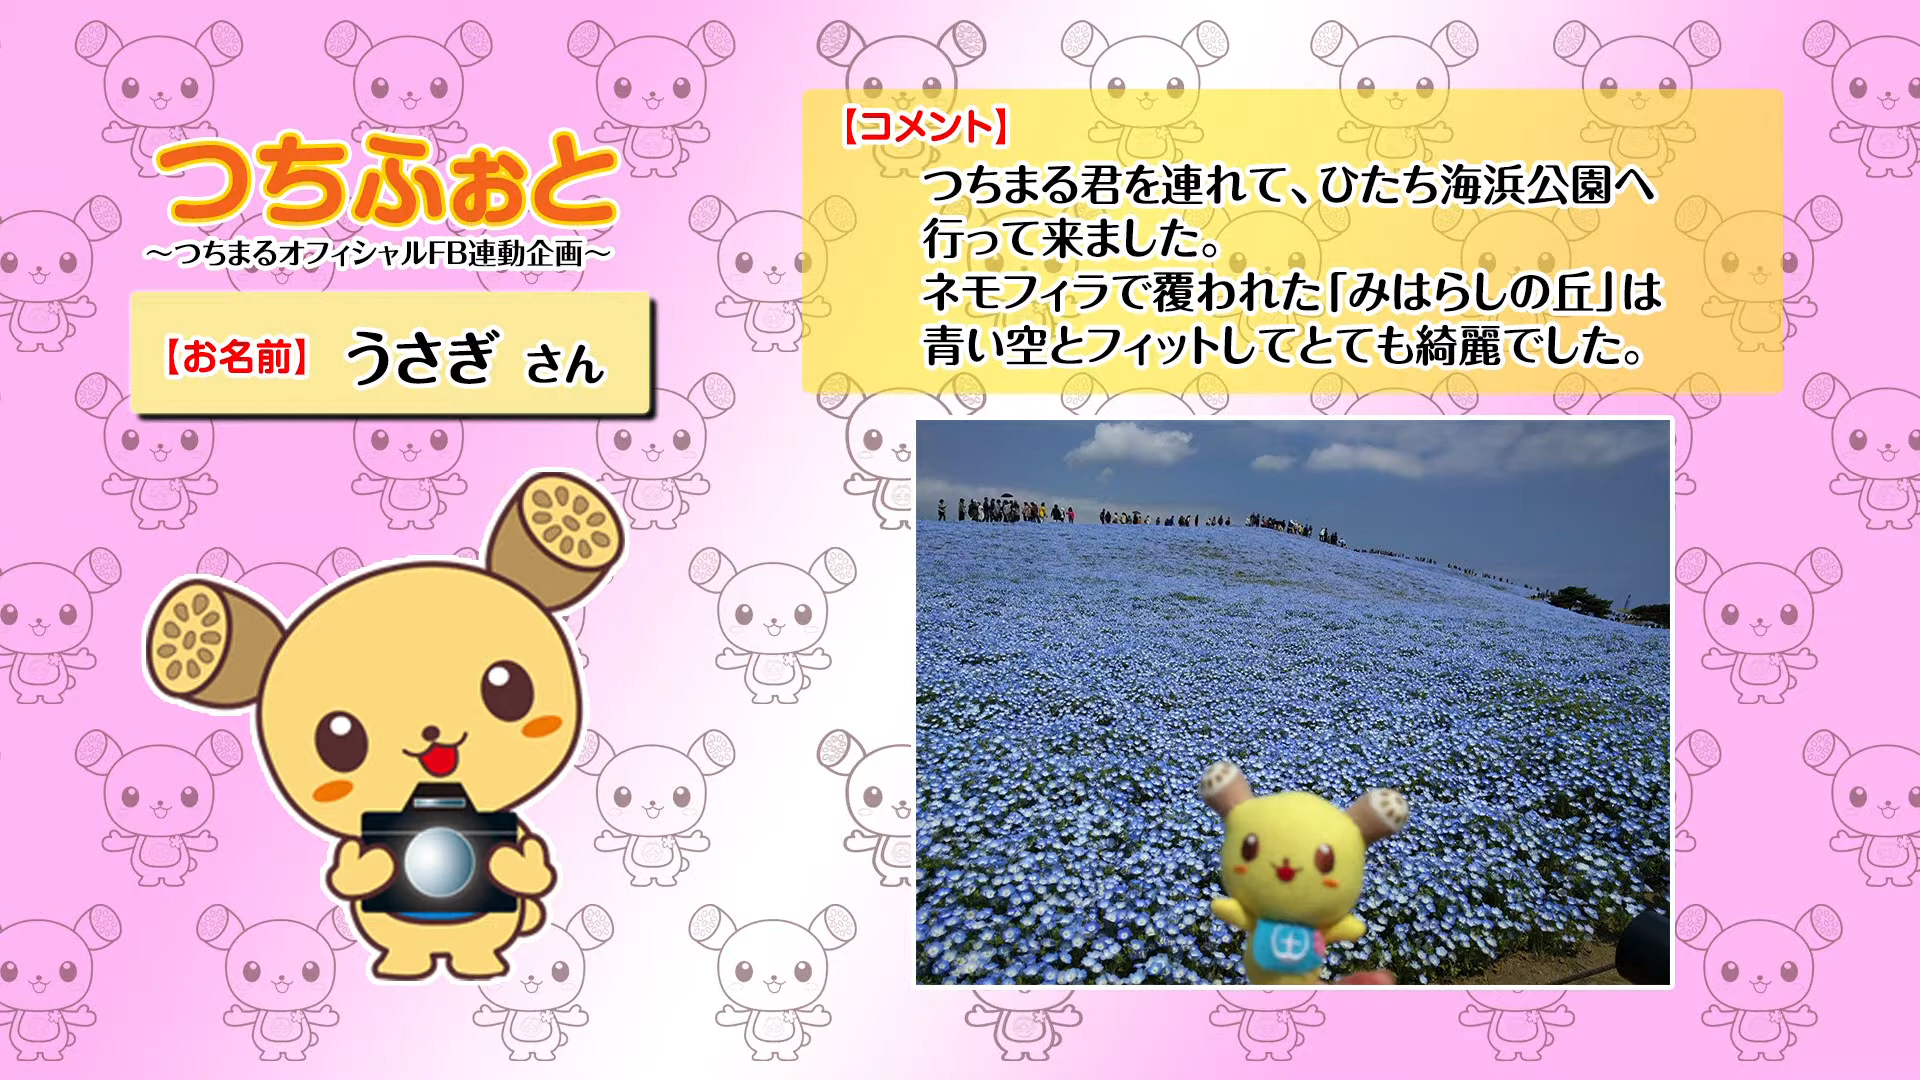 つちふぉと
～つちまるオフィシャルFB連動企画～
【お名前】 うさぎ さん
【コメント】
つちまる君を連れて、ひたち海浜公園へ
行って来ました。
ネモフィラで覆われた「みはらしの丘」は
青い空とフィットしてとても綺麗でした。